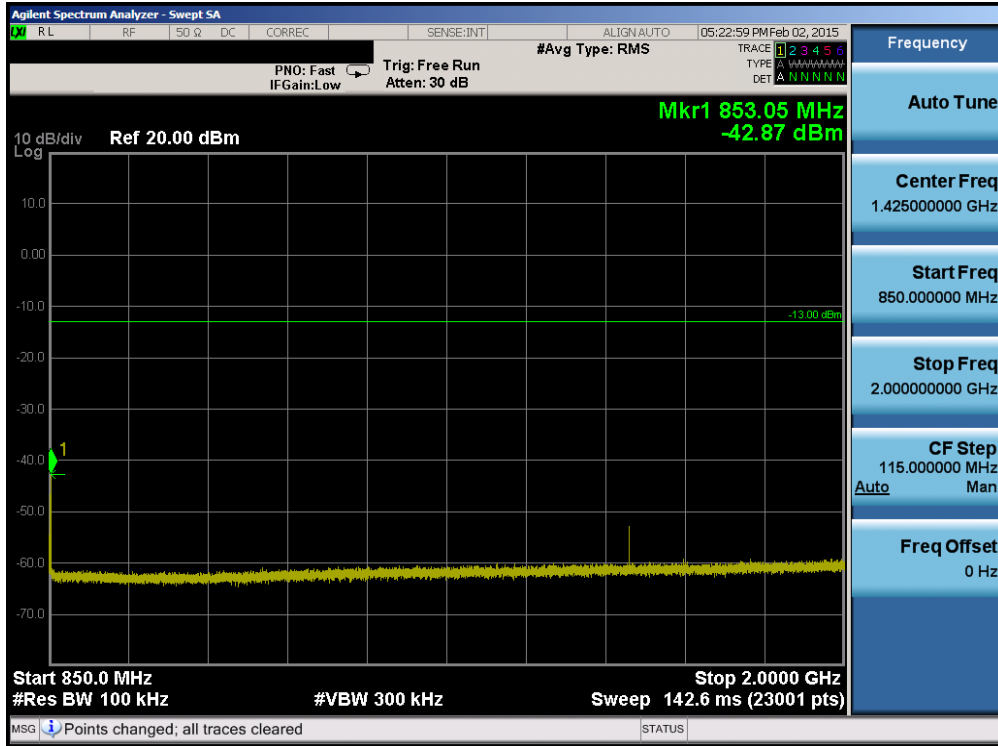 Agilent Spectrum Analyzer - Swept SA
LXI RL RF 50 Ω DC CORREC SENSE:INT ALIGNAUTO 05:22:59 PMFeb 02, 2015
#Avg Type: RMS
TRACE 1 2 3 4 5 6
PNO: Fast Trig: Free Run
TYPE A WWWWW
IFGain:Low Atten: 30 dB
DET A N N N N N
Mkr1 853.05 MHz
-42.87 dBm
10 dB/div Ref 20.00 dBm
Log
10.0
0.00
-10.0
-13.00 dBm
-20.0
-30.0
1
-40.0
-50.0
-60.0
-70.0
Start 850.0 MHz Stop 2.0000 GHz
#Res BW 100 kHz #VBW 300 kHz Sweep 142.6 ms (23001 pts)
MSG Points changed; all traces cleared STATUS
Frequency
Auto Tune
Center Freq
1.425000000 GHz
Start Freq
850.000000 MHz
Stop Freq
2.000000000 GHz
CF Step
115.000000 MHz
Auto Man
Freq Offset
0 Hz